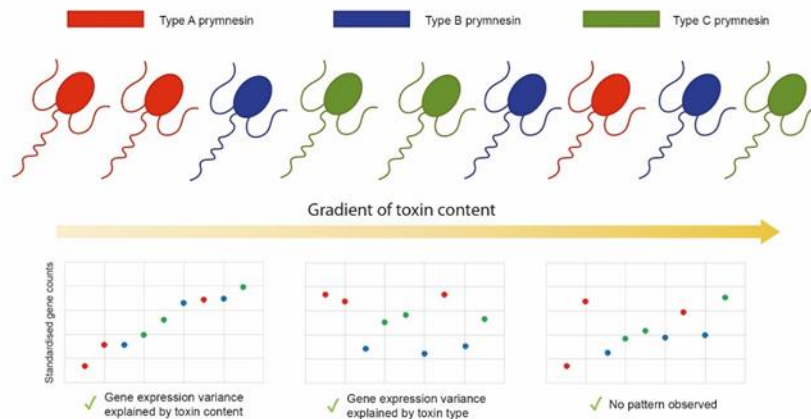 Type A prymnesin
Type B prymnesin
Type C prymnesin
Gradient of toxin content
Standardised gene counts
Gene expression variance
explained by toxin content
Gene expression variance
explained by toxin type
No pattern observed